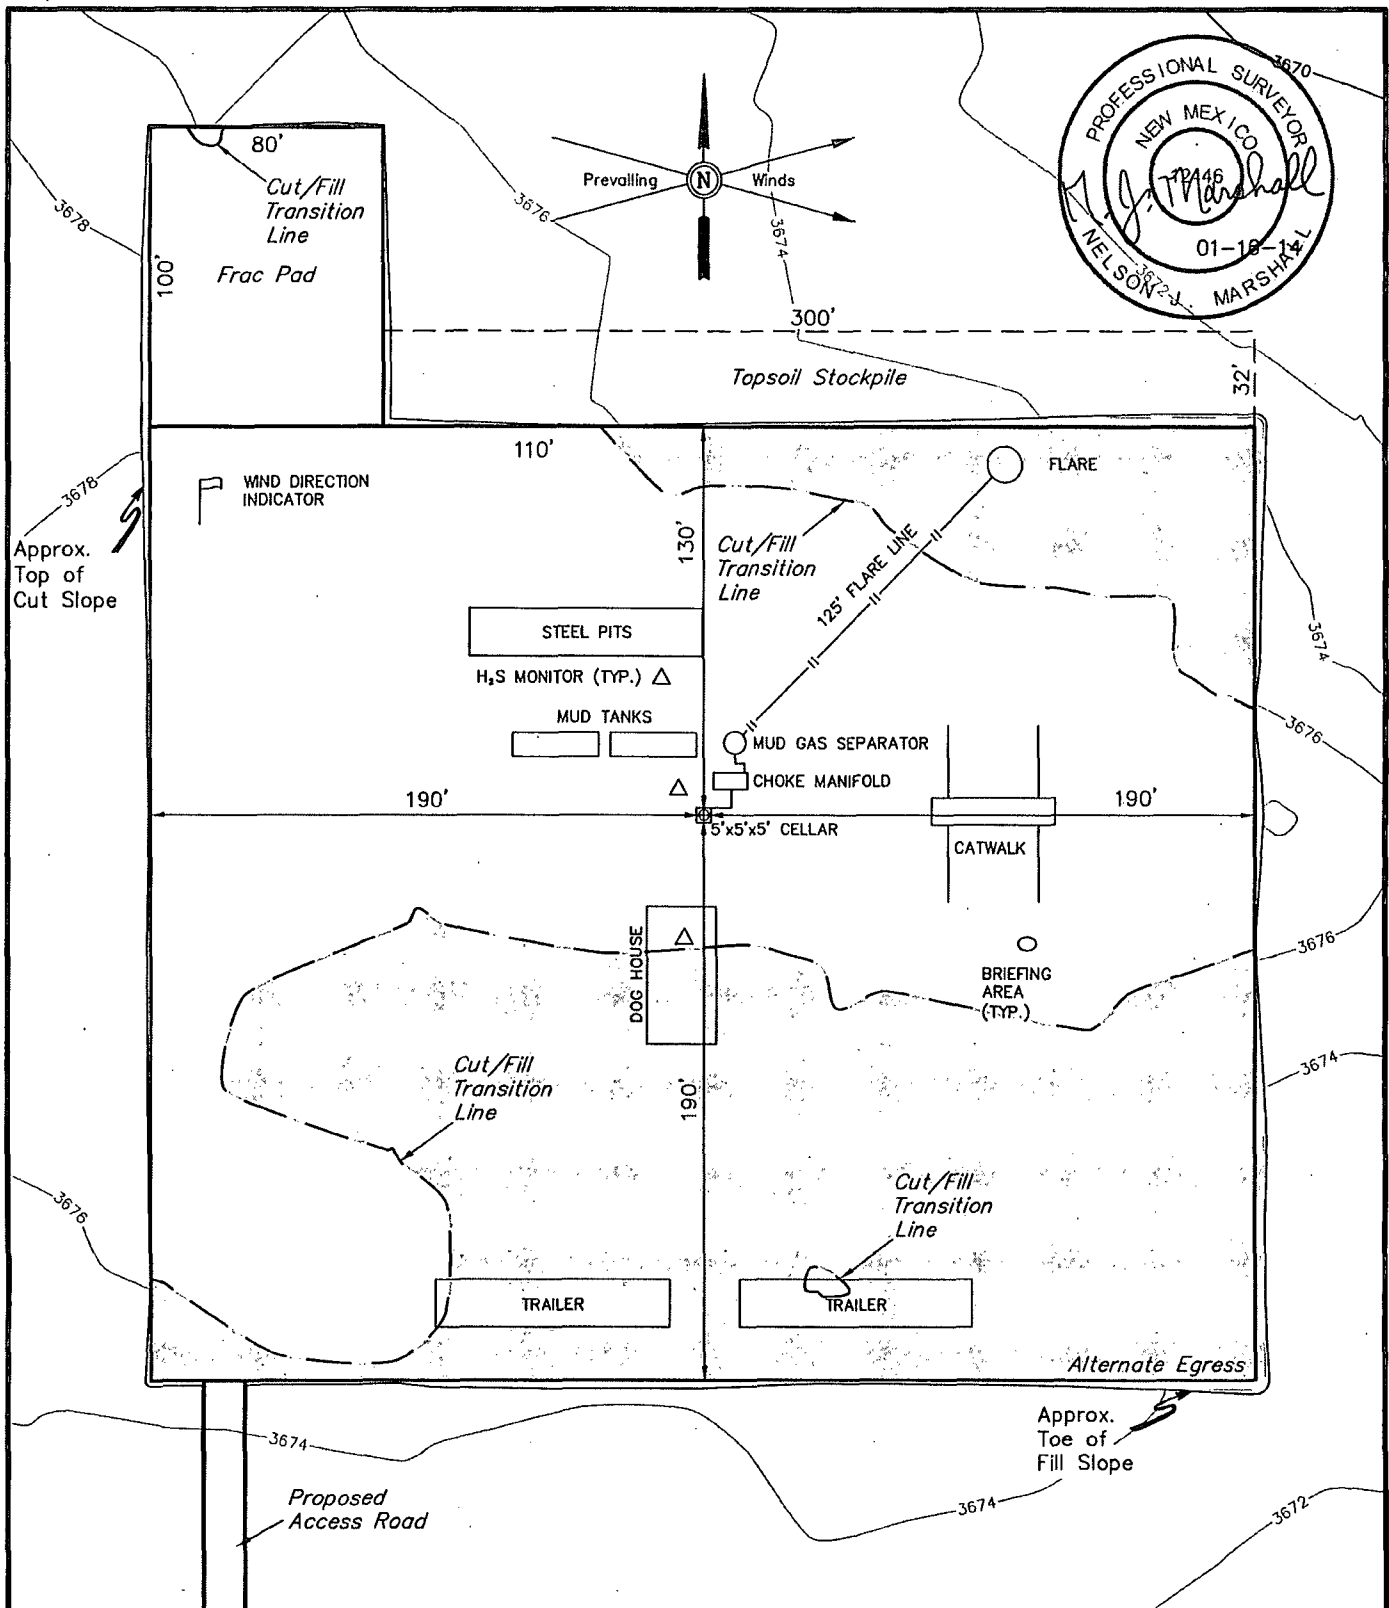 3670
PROFESSIONAL SURVEYOR
NEW MEXICO
N.J. Marshall
01-16-14
NELSON J. MARSHALL
3672
80'
Cut/Fill
Transition
Line
Frac Pad
100'
3678
3676
Prevailing
N
Winds
3674
300'
Topsoil Stockpile
32'
110'
WIND DIRECTION
INDICATOR
FLARE
3678
Approx.
Top of
Cut Slope
130'
Cut/Fill
Transition
Line
125' FLARE LINE
STEEL PITS
H₂S MONITOR (TYP.)
MUD TANKS
MUD GAS SEPARATOR
CHOKE MANIFOLD
3674
3676
190'
190'
5'x5'x5' CELLAR
CATWALK
DOG HOUSE
BRIEFING
AREA
(TYP.)
3676
3674
Cut/Fill
Transition
Line
190'
Cut/Fill
Transition
Line
3676
TRAILER
TRAILER
Alternate Egress
3674
Approx.
Toe of
Fill Slope
Proposed
Access Road
3674
3672